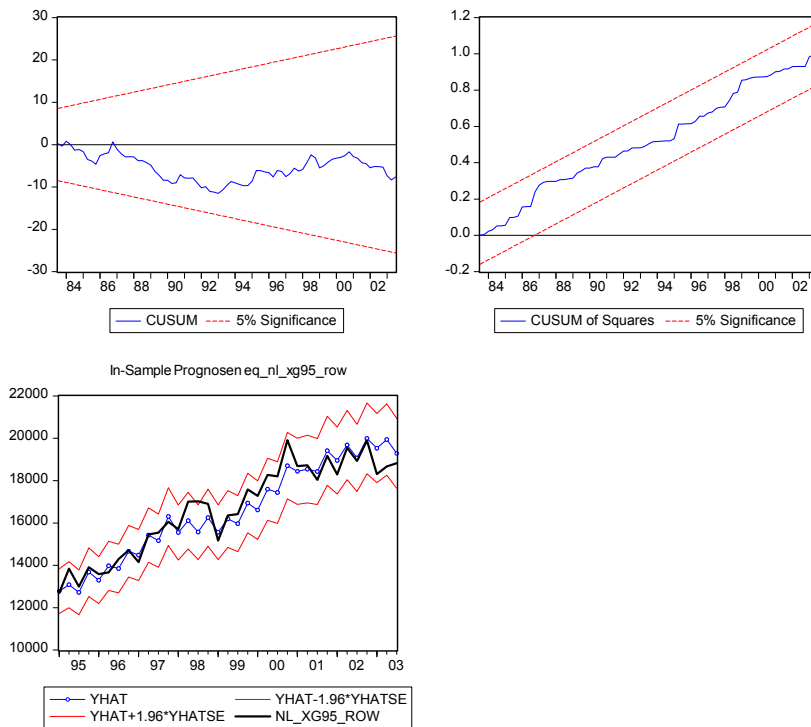 30
20
10
0
-10
-20
-30
84 86 88 90 92 94 96 98 00 02
CUSUM 5% Significance
1.2
1.0
0.8
0.6
0.4
0.2
0.0
-0.2
84 86 88 90 92 94 96 98 00 02
CUSUM of Squares 5% Significance
In-Sample Prognosen eq_nl_xg95_row
22000
20000
18000
16000
14000
12000
10000
95 96 97 98 99 00 01 02 03
YHAT YHAT-1.96*YHATSE
YHAT+1.96*YHATSE NL_XG95_ROW